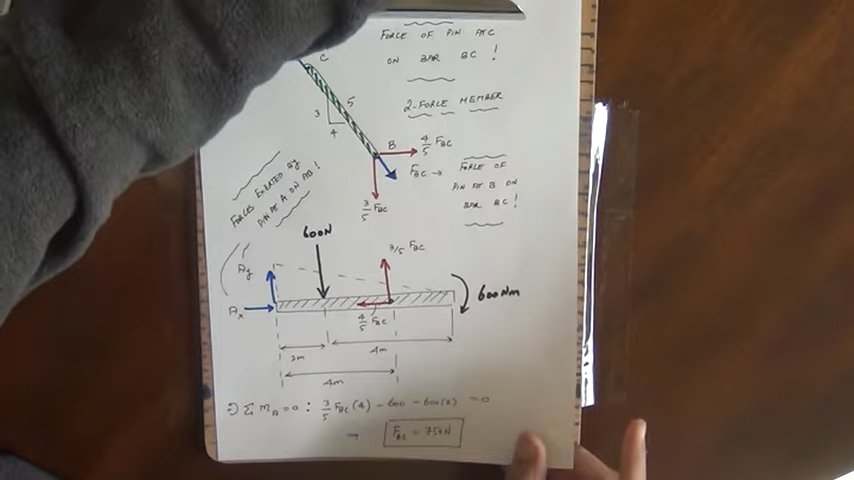 FORCE OF PIN AT C
ON BAR BC!
C
2-FORCE MEMBER
3
5
4
B
4/5 FBC
FBC → FORCE OF
PIN AT B ON
BAR BC!
3/5 FBC
FORCES EXERTED BY
PIN AT A ON AB!
600N
3/5 FBC
Ay
Ax
600Nm
4/5 FBC
4m
4m
ΣMA=0: 3/5 FBC(4) - 600 - 600(2) = 0
→ FBC = 750N